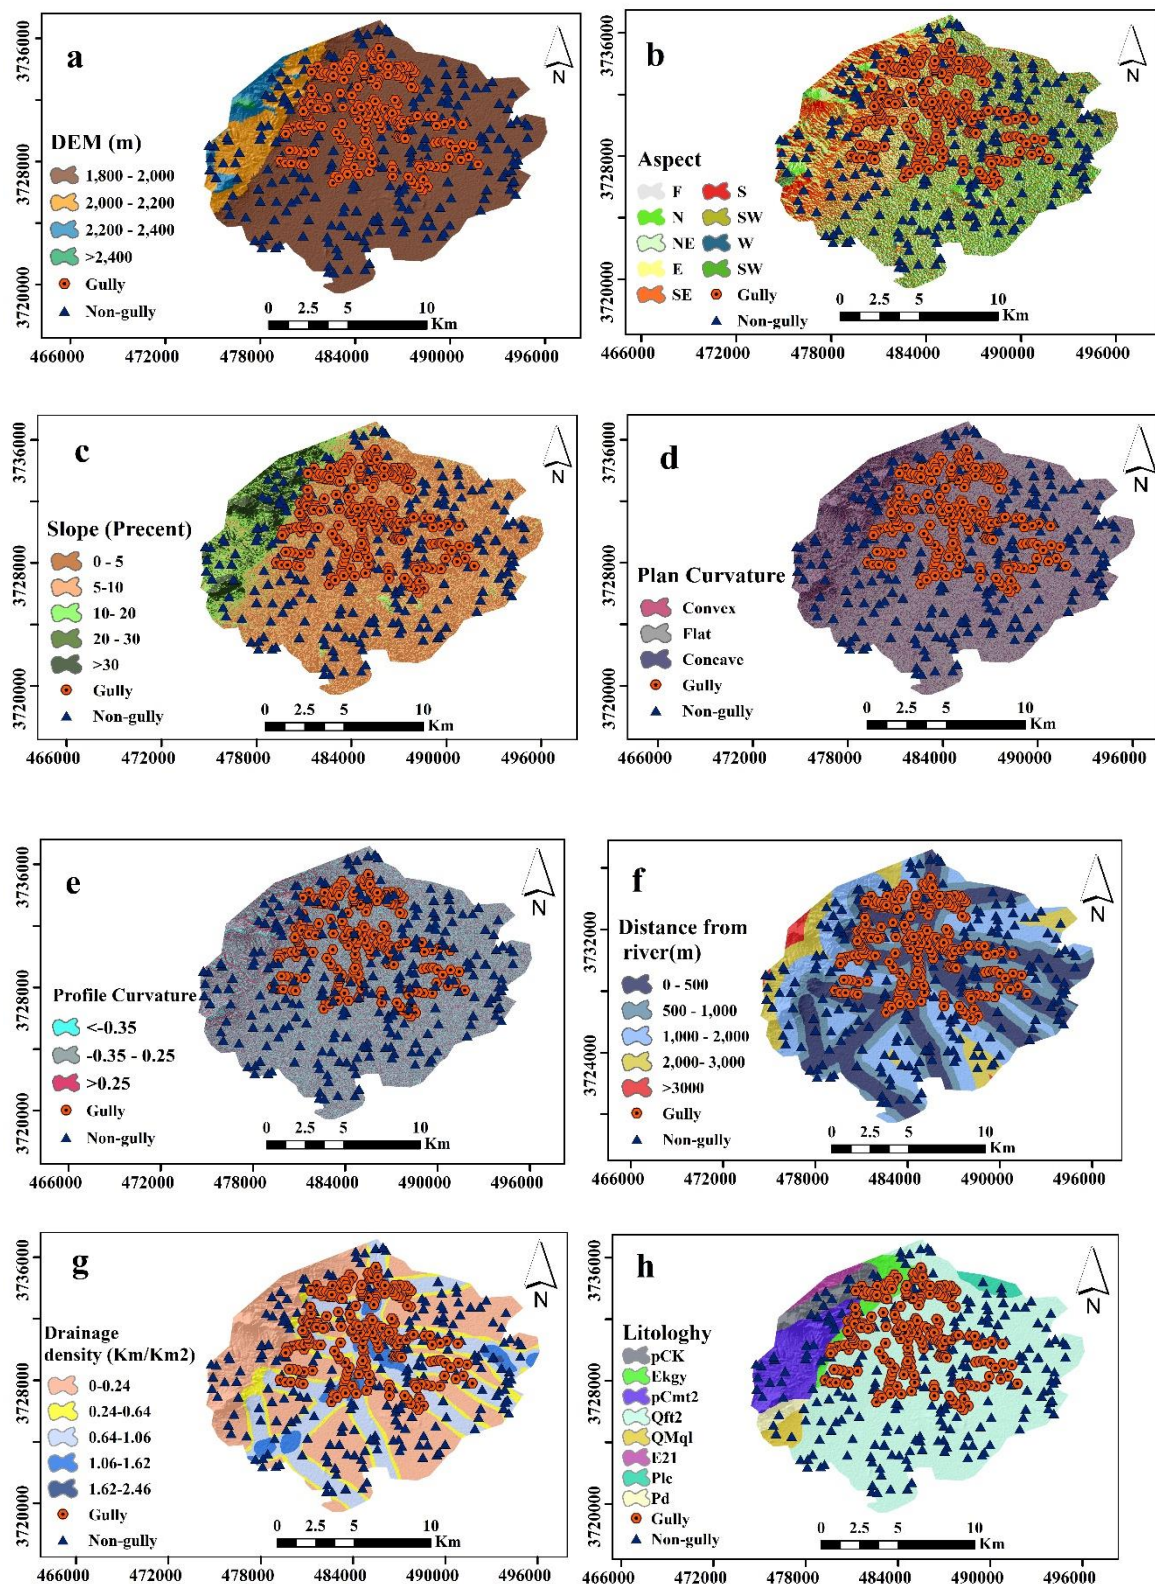 a
N
DEM (m)
1,800 - 2,000
2,000 - 2,200
2,200 - 2,400
>2,400
Gully
Non-gully
0 2.5 5 10
Km
3736000
3728000
3720000
466000 472000 478000 484000 490000 496000
b
N
Aspect
F S
N SW
NE W
E SW
SE Gully
Non-gully
0 2.5 5 10
Km
3736000
3728000
3720000
466000 472000 478000 484000 490000 496000
c
N
Slope (Precent)
0 - 5
5-10
10- 20
20 - 30
>30
Gully
Non-gully
0 2.5 5 10
Km
3736000
3728000
3720000
466000 472000 478000 484000 490000 496000
d
N
Plan Curvature
Convex
Flat
Concave
Gully
Non-gully
0 2.5 5 10
Km
3736000
3728000
3720000
466000 472000 478000 484000 490000 496000
e
N
Profile Curvature
<-0.35
-0.35 - 0.25
>0.25
Gully
Non-gully
0 2.5 5 10
Km
3736000
3728000
3720000
466000 472000 478000 484000 490000 496000
f
N
Distance from
river(m)
0 - 500
500 - 1,000
1,000 - 2,000
2,000- 3,000
>3000
Gully
Non-gully
0 2.5 5 10
Km
3732000
3724000
466000 472000 478000 484000 490000 496000
g
N
Drainage
density (Km/Km2)
0-0.24
0.24-0.64
0.64-1.06
1.06-1.62
1.62-2.46
Gully
Non-gully
0 2.5 5 10
Km
3736000
3728000
3720000
466000 472000 478000 484000 490000 496000
h
N
Litologhy
pCK
Ekgy
pCmt2
Qft2
QMql
E21
Plc
Pd
Gully
Non-gully
0 2.5 5 10
Km
3736000
3728000
3720000
466000 472000 478000 484000 490000 496000